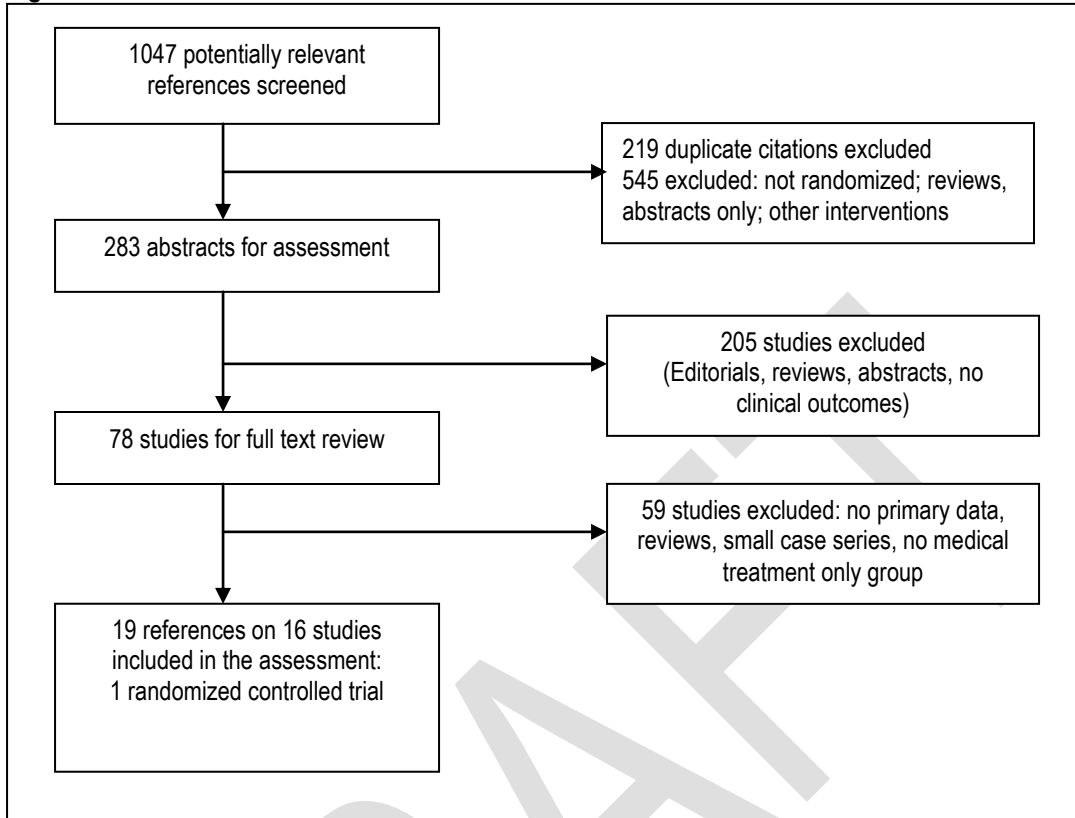 1047 potentially relevant
references screened
219 duplicate citations excluded
545 excluded: not randomized; reviews,
abstracts only; other interventions
283 abstracts for assessment
205 studies excluded
(Editorials, reviews, abstracts, no
clinical outcomes)
78 studies for full text review
59 studies excluded: no primary data,
reviews, small case series, no medical
treatment only group
19 references on 16 studies
included in the assessment:
1 randomized controlled trial